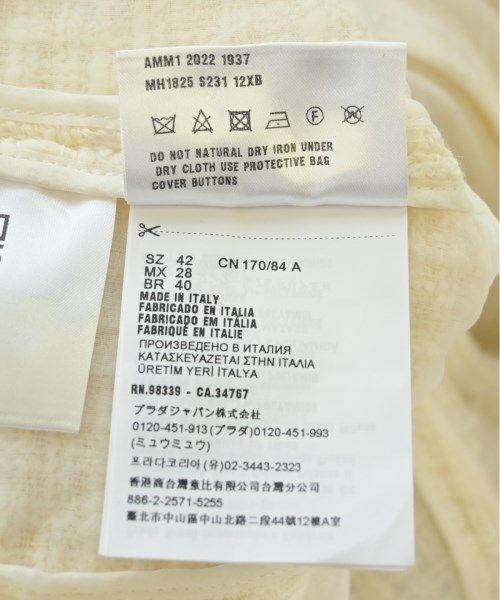 AMM1 2022 1937
MH1825 S231 12XB
DO NOT NATURAL DRY IRON UNDER
DRY CLOTH USE PROTECTIVE BAG
COVER BUTTONS
SZ 42 CN 170/84 A
MX 28
BR 40
MADE IN ITALY
FABRICADO EN ITALIA
FABRICADO EM ITÁLIA
FABRIQUÉ EN ITALIE
ПРОИЗВЕДЕНО В ИТАЛИЯ
ΚΑΤΑΣΚΕΥΑΖΕΤΑΙ ΣΤΗΝ ΙΤΑΛΙΑ
ÜRETİM YERİ İTALYA
RN.98339 - CA.34767
プラダジャパン株式会社
0120-451-913 (プラダ)0120-451-993
(ミュウミュウ)
프라다코리아 (유)02-3443-2323
香港商台灣意比有限公司台灣分公司
886-2-2571-5255
臺北市中山區中山北路二段44號12樓A室